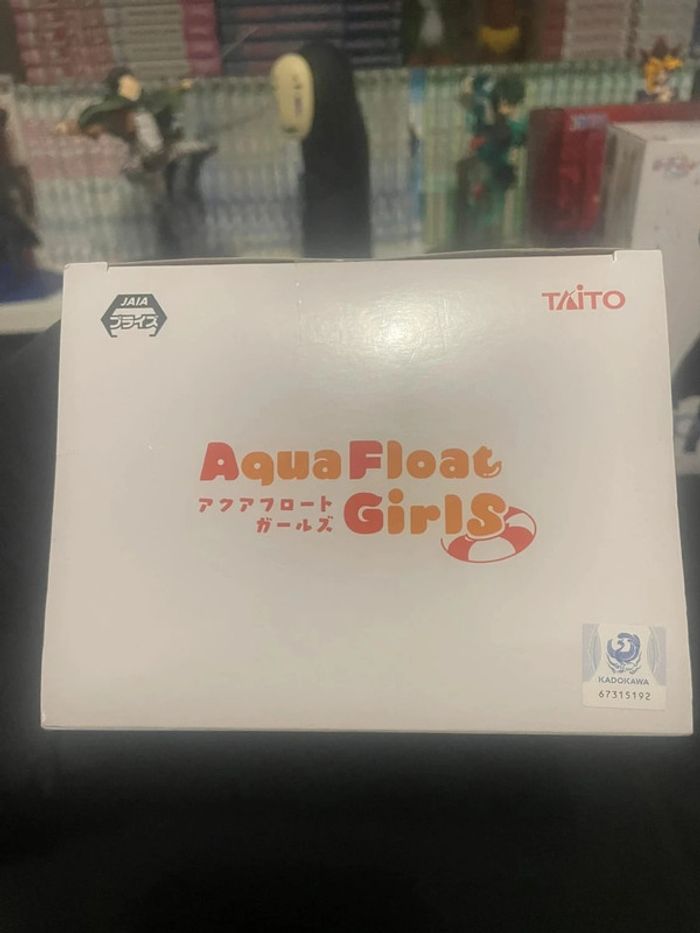 JAIA
プライズ
TAITO
Aqua Float
アクアフロート
ガールズ
Girls
KADOKAWA
67315192